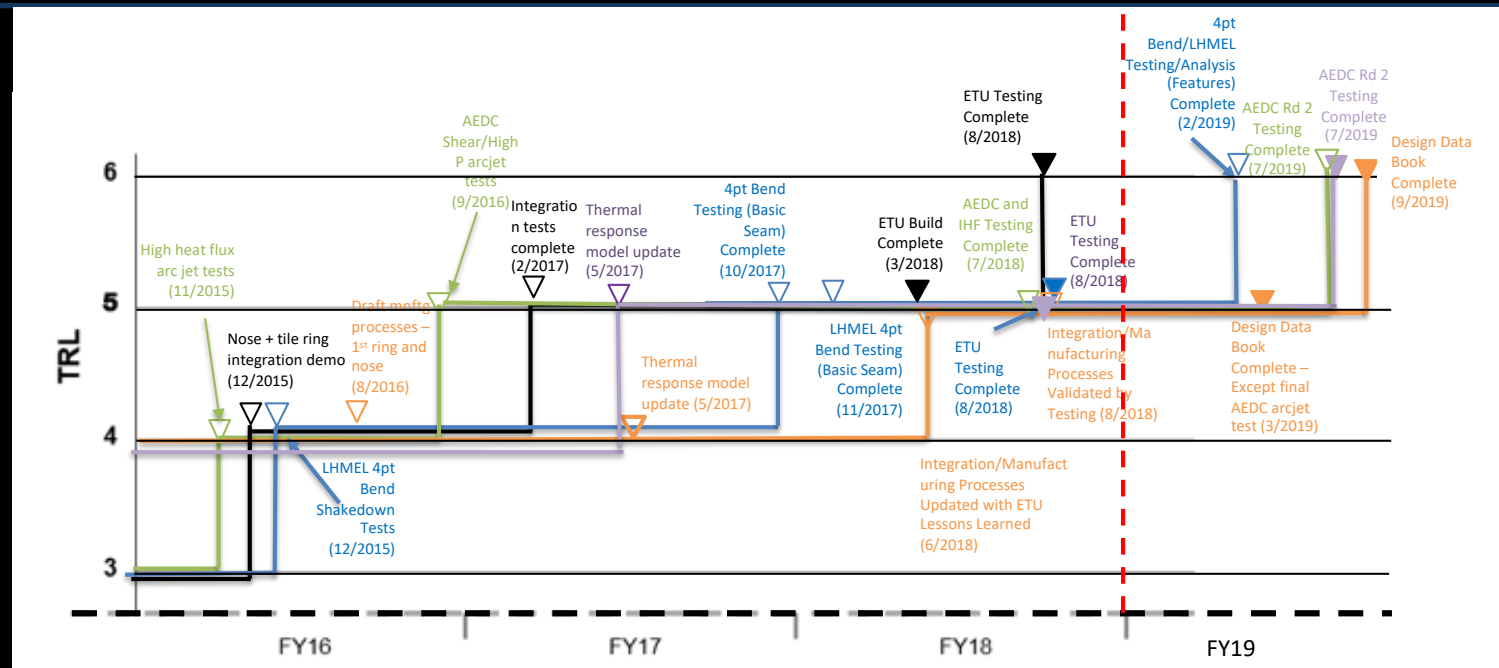 4pt
Bend/LHMEL
Testing/Analysis
(Features)
Complete
(2/2019)
AEDC Rd 2
Testing
Complete
(7/2019
ETU Testing
Complete
(8/2018)
AEDC Rd 2
Testing
Complete
(7/2019)
AEDC
Shear/High
P arcjet
tests
(9/2016)
Design Data
Book
Complete
(9/2019)
6
4pt Bend
Testing (Basic
Seam)
Complete
(10/2017)
Integratio
n tests
complete
(2/2017)
Thermal
response
model update
(5/2017)
ETU Build
Complete
(3/2018)
AEDC and
IHF Testing
Complete
(7/2018)
ETU
Testing
Complete
(8/2018)
High heat flux
arc jet tests
(11/2015)
5
Draft mnftg
processes –
1st ring and
nose
(8/2016)
Nose + tile ring
integration demo
(12/2015)
TRL
Thermal
response model
update (5/2017)
LHMEL 4pt
Bend Testing
(Basic Seam)
Complete
(11/2017)
ETU
Testing
Complete
(8/2018)
Integration/Ma
nufacturing
Processes
Validated by
Testing (8/2018)
Design Data
Book
Complete –
Except final
AEDC arcjet
test (3/2019)
4
LHMEL 4pt
Bend
Shakedown
Tests
(12/2015)
Integration/Manufact
uring Processes
Updated with ETU
Lessons Learned
(6/2018)
3
FY16
FY17
FY18
FY19